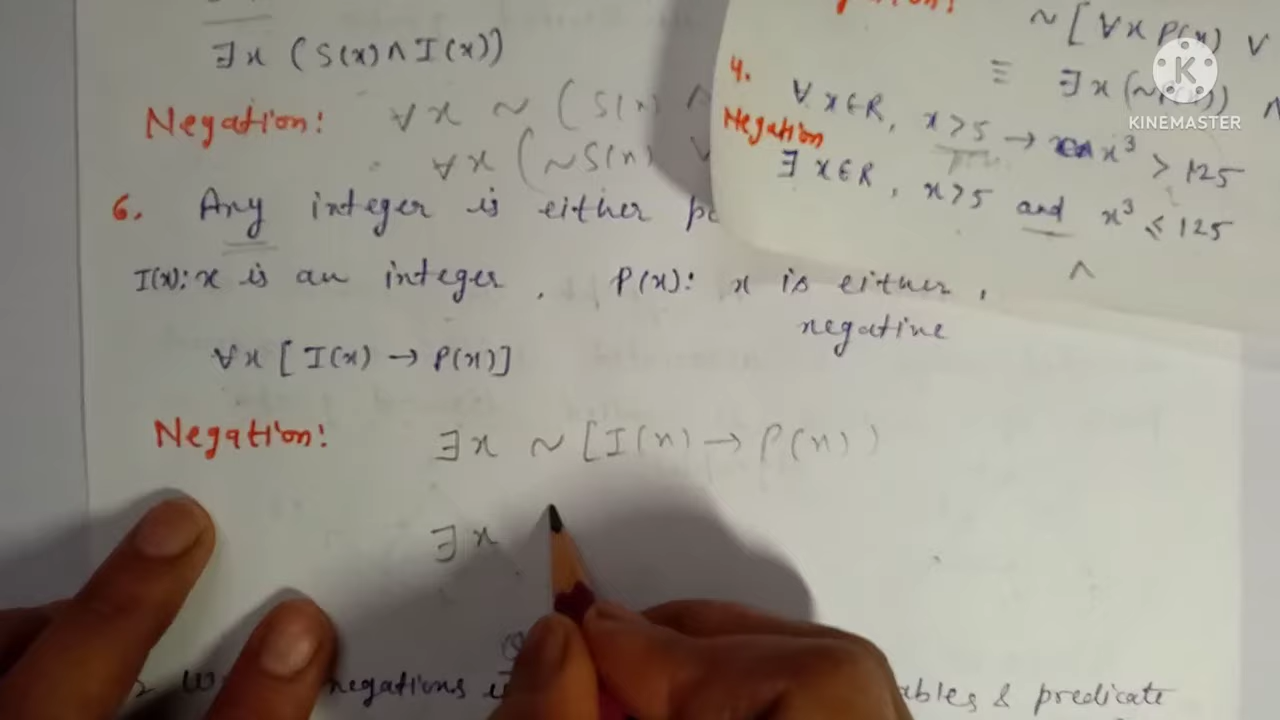 ∃x (S(x) ∧ I(x))
Negation: ∀x ~ (S(x) ∧
∀x (~S(x) ∨
6. Any integer is either
I(x): x is an integer, P(x): x is either,
negative
∀x [ I(x) → P(x)]
Negation: ∃x ~ [I(x) → P(x))
∃x
negations
& predicate
~ [∀x P(x) ∨
≡ ∃x (~P(x)) ∧
4. ∀ x ∈ R, x > 5 → x³ > 125
Negation
∃ x ∈ R, x > 5 and x³ ≤ 125
∧
KINEMASTER